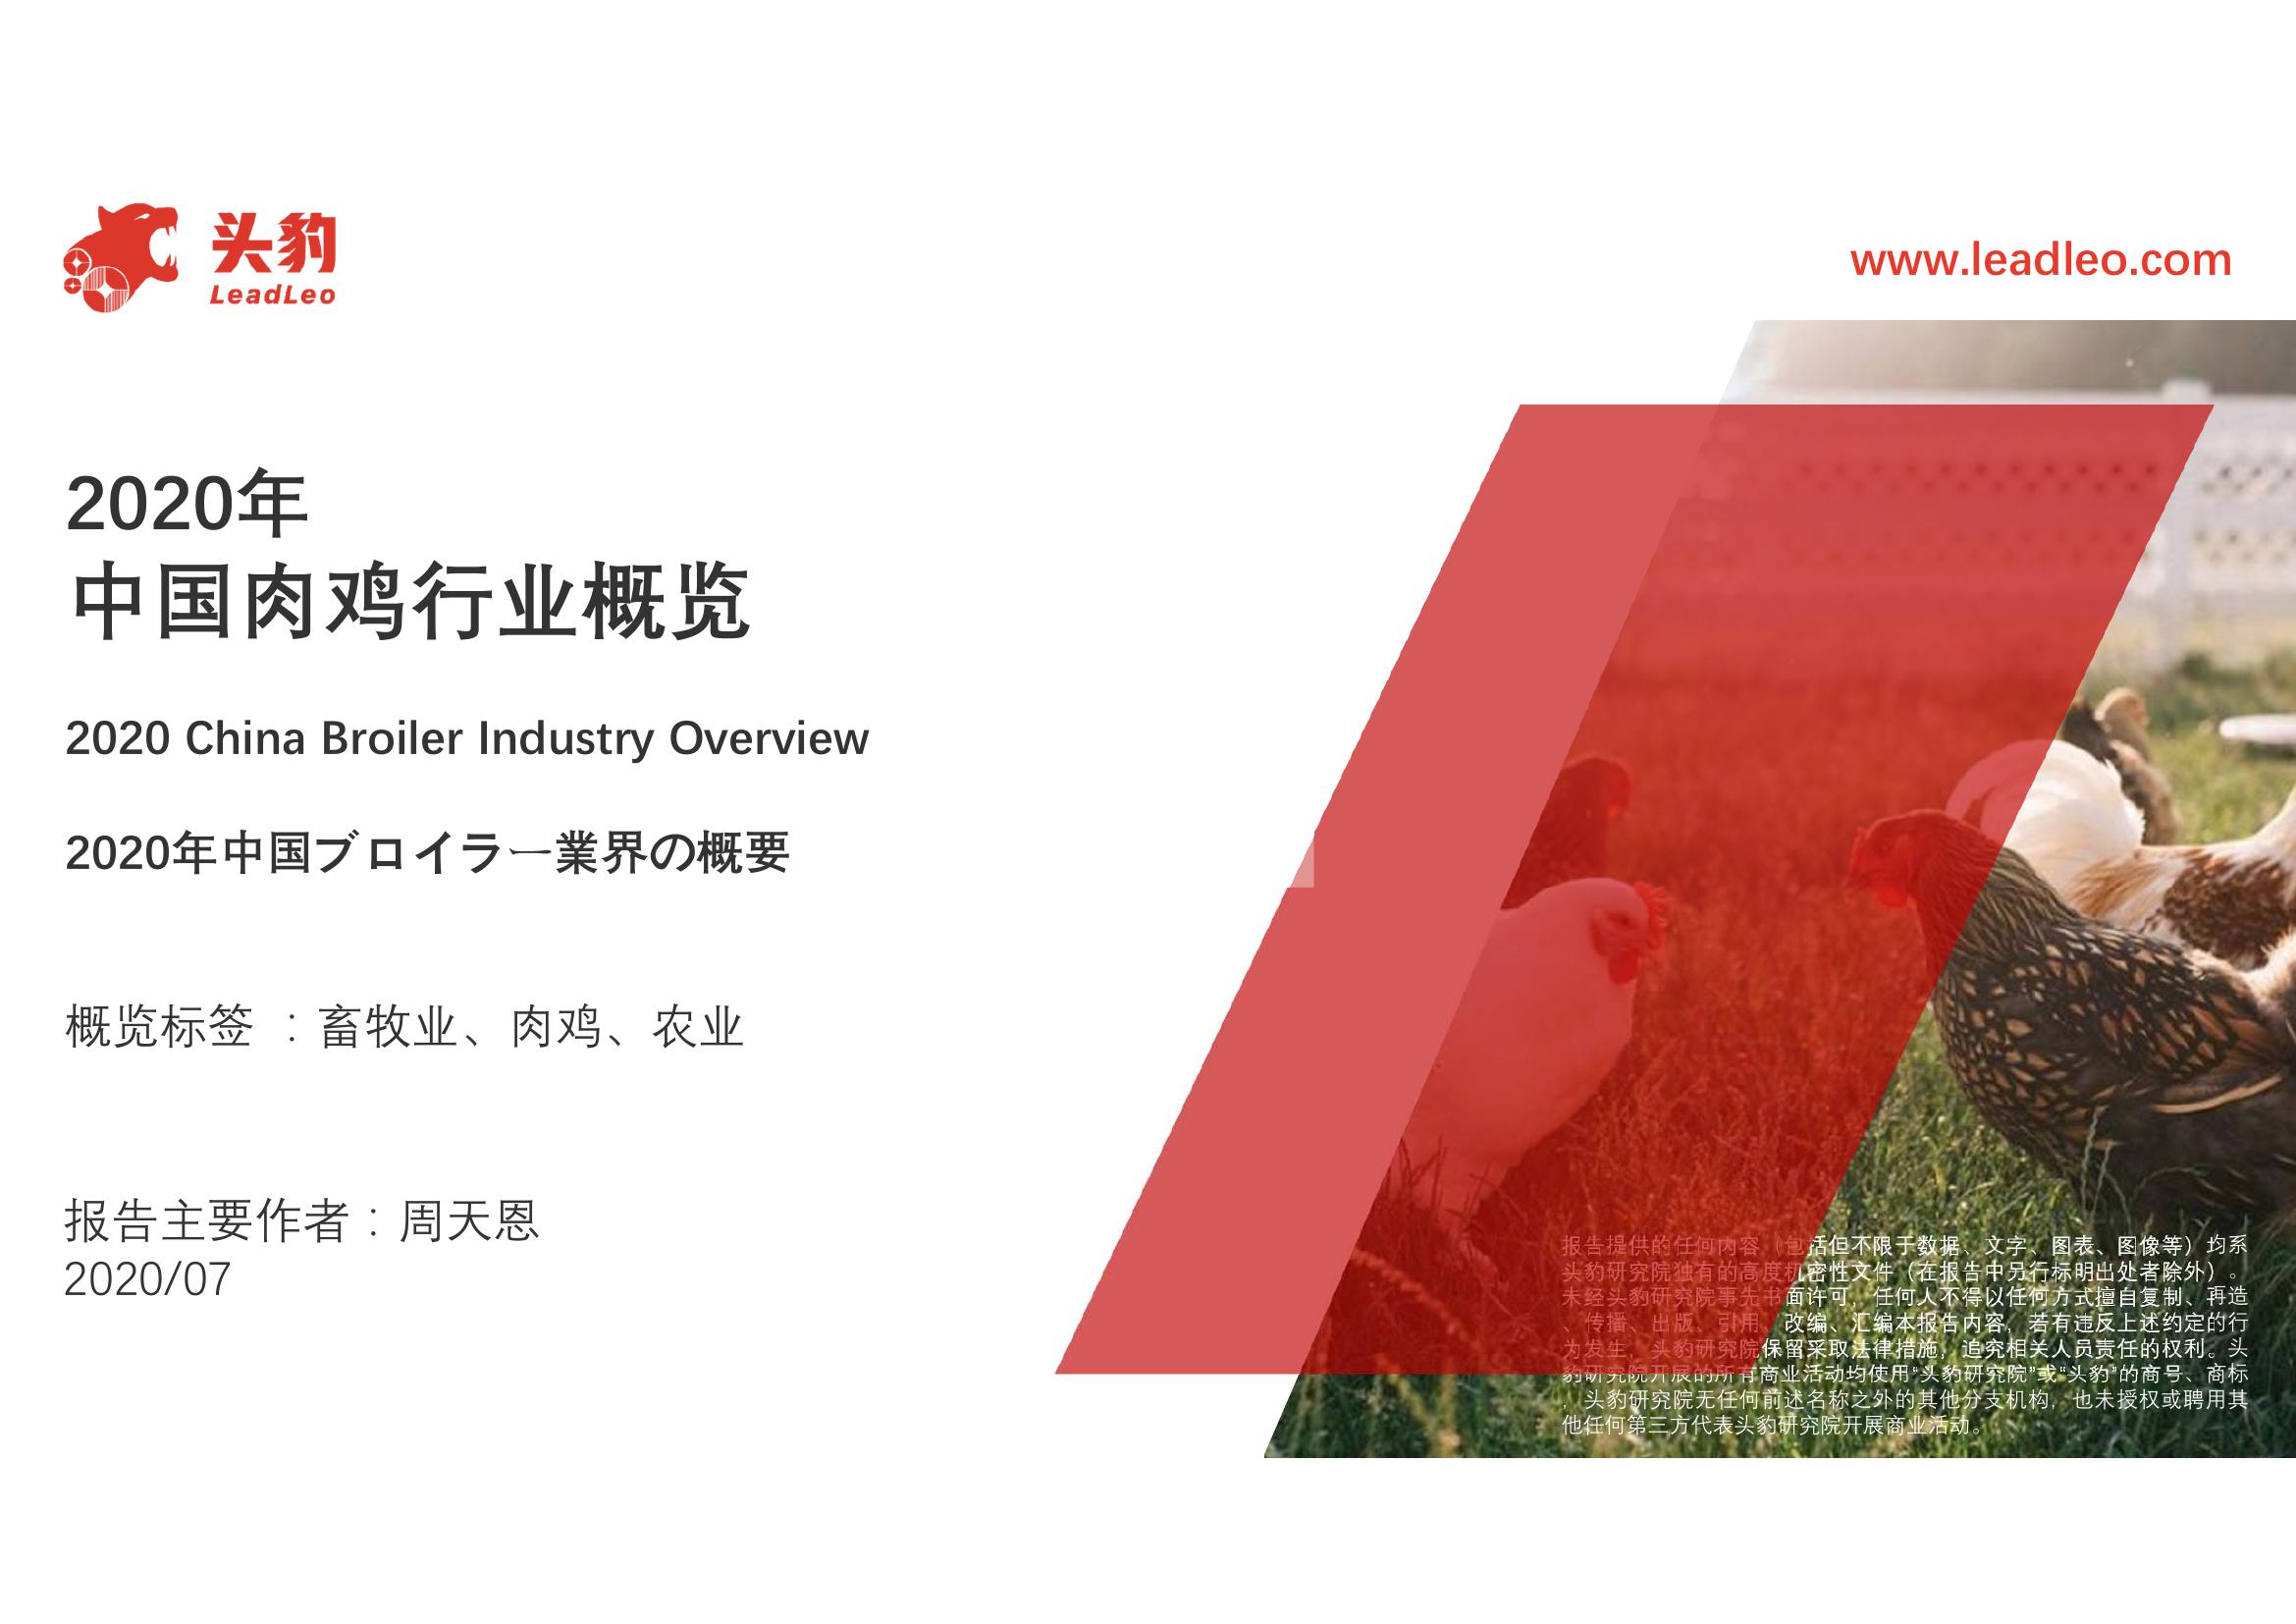 头豹
LeadLeo
www.leadleo.com
2020年
中国肉鸡行业概览
2020 China Broiler Industry Overview
2020年中国ブロイラー業界の概要
概览标签 ：畜牧业、肉鸡、农业
报告主要作者：周天恩
2020/07
报告提供的任何内容（包括但不限于数据、文字、图表、图像等）均系
头豹研究院独有的高度机密性文件（在报告中另行标明出处者除外）。
未经头豹研究院事先书面许可，任何人不得以任何方式擅自复制、再造
、传播、出版、引用、改编、汇编本报告内容，若有违反上述约定的行
为发生，头豹研究院保留采取法律措施，追究相关人员责任的权利。头
豹研究院开展的所有商业活动均使用“头豹研究院”或“头豹”的商号、商标
，头豹研究院无任何前述名称之外的其他分支机构，也未授权或聘用其
他任何第三方代表头豹研究院开展商业活动。